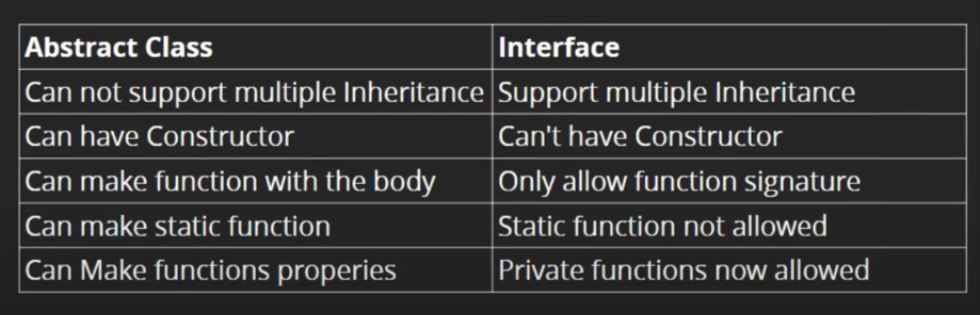 Abstract Class Interface
Can not support multiple Inheritance Support multiple Inheritance
Can have Constructor Can't have Constructor
Can make function with the body Only allow function signature
Can make static function Static function not allowed
Can Make functions properies Private functions now allowed